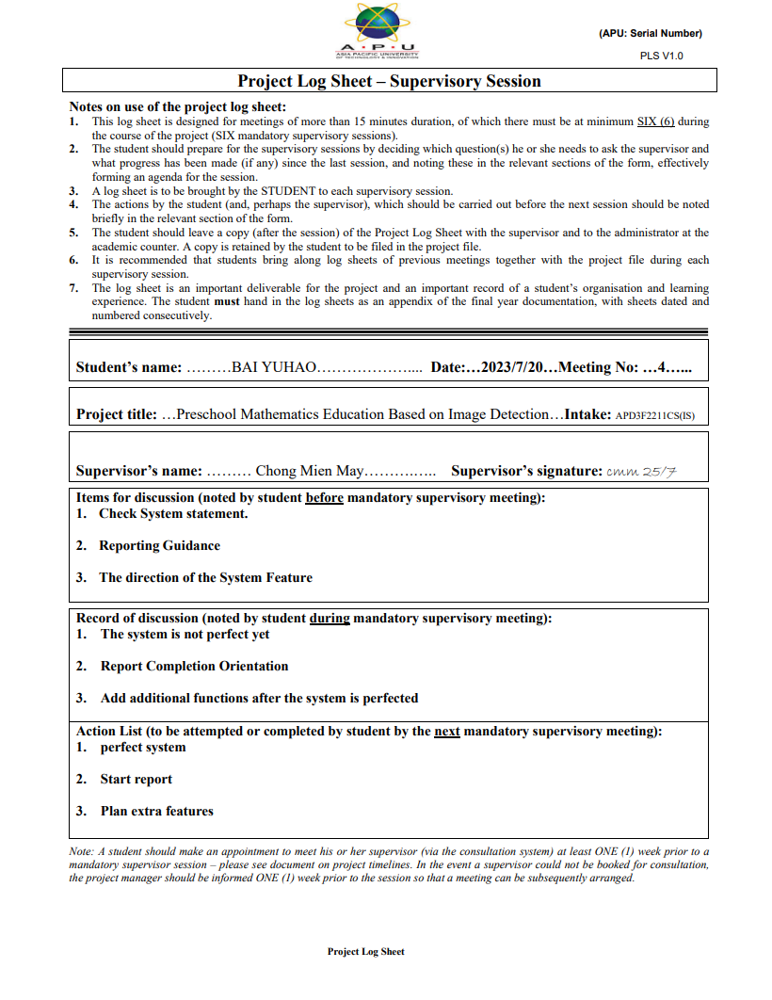 A . P . U
ASIA PACIFIC UNIVERSITY
OF TECHNOLOGY & INNOVATION
(APU: Serial Number)
PLS V1.0
Project Log Sheet – Supervisory Session
Notes on use of the project log sheet:
1. This log sheet is designed for meetings of more than 15 minutes duration, of which there must be at minimum SIX (6) during
the course of the project (SIX mandatory supervisory sessions).
2. The student should prepare for the supervisory sessions by deciding which question(s) he or she needs to ask the supervisor and
what progress has been made (if any) since the last session, and noting these in the relevant sections of the form, effectively
forming an agenda for the session.
3. A log sheet is to be brought by the STUDENT to each supervisory session.
4. The actions by the student (and, perhaps the supervisor), which should be carried out before the next session should be noted
briefly in the relevant section of the form.
5. The student should leave a copy (after the session) of the Project Log Sheet with the supervisor and to the administrator at the
academic counter. A copy is retained by the student to be filed in the project file.
6. It is recommended that students bring along log sheets of previous meetings together with the project file during each
supervisory session.
7. The log sheet is an important deliverable for the project and an important record of a student’s organisation and learning
experience. The student must hand in the log sheets as an appendix of the final year documentation, with sheets dated and
numbered consecutively.
Student’s name: ………BAI YUHAO……………….... Date:…2023/7/20…Meeting No: …4…...
Project title: …Preschool Mathematics Education Based on Image Detection…Intake: APD3F2211CS(IS)
Supervisor’s name: ……… Chong Mien May……….….. Supervisor’s signature: cmm 25/7
Items for discussion (noted by student before mandatory supervisory meeting):
1. Check System statement.
2. Reporting Guidance
3. The direction of the System Feature
Record of discussion (noted by student during mandatory supervisory meeting):
1. The system is not perfect yet
2. Report Completion Orientation
3. Add additional functions after the system is perfected
Action List (to be attempted or completed by student by the next mandatory supervisory meeting):
1. perfect system
2. Start report
3. Plan extra features
Note: A student should make an appointment to meet his or her supervisor (via the consultation system) at least ONE (1) week prior to a
mandatory supervisor session – please see document on project timelines. In the event a supervisor could not be booked for consultation,
the project manager should be informed ONE (1) week prior to the session so that a meeting can be subsequently arranged.
Project Log Sheet